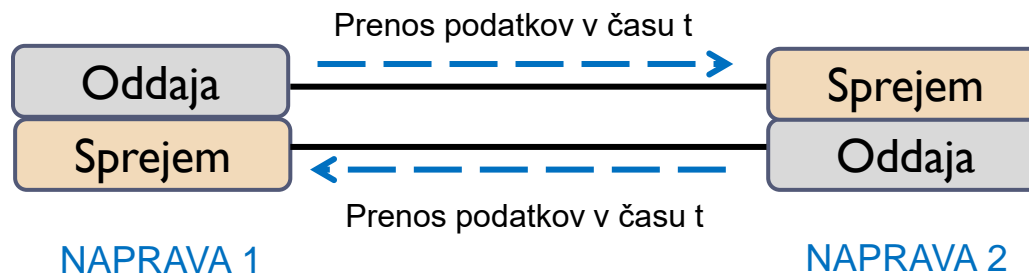 Prenos podatkov v času t
Oddaja
Sprejem
Sprejem
Oddaja
Prenos podatkov v času t
NAPRAVA 1
NAPRAVA 2